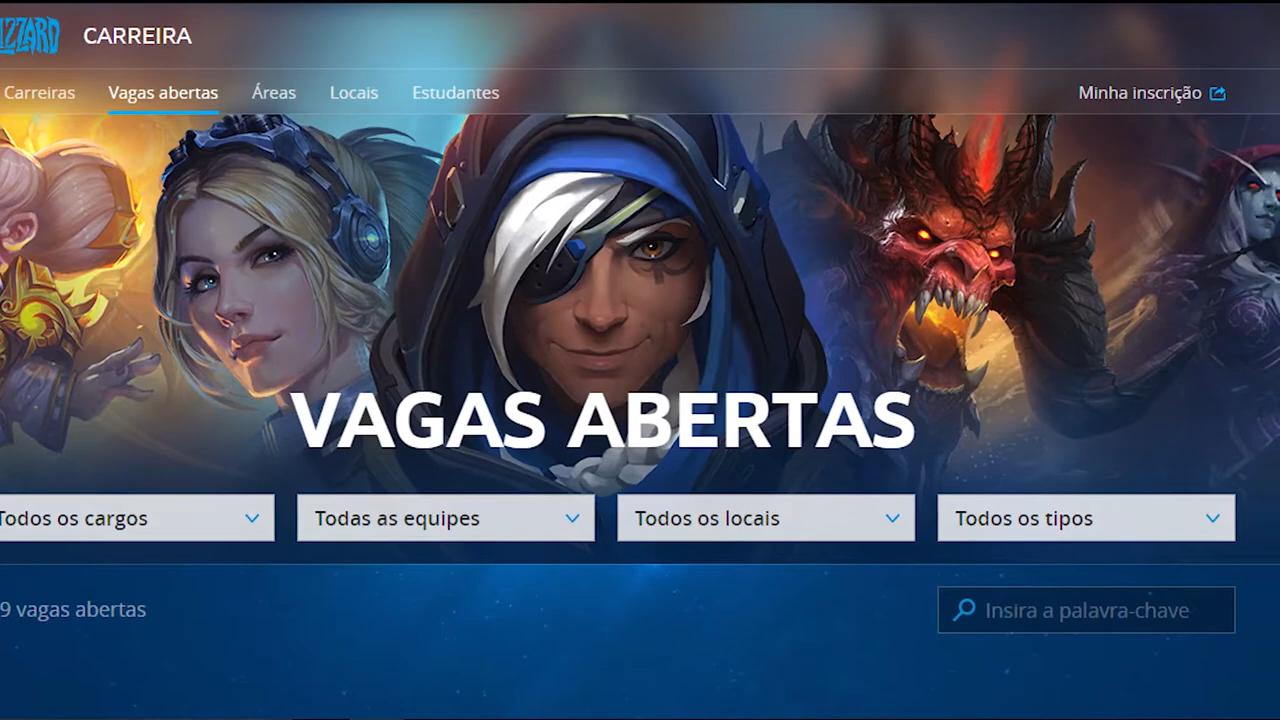 CARREIRA
Carreiras Vagas abertas Áreas Locais Estudantes Minha inscrição
VAGAS ABERTAS
Todos os cargos Todas as equipes Todos os locais Todos os tipos
9 vagas abertas Insira a palavra-chave